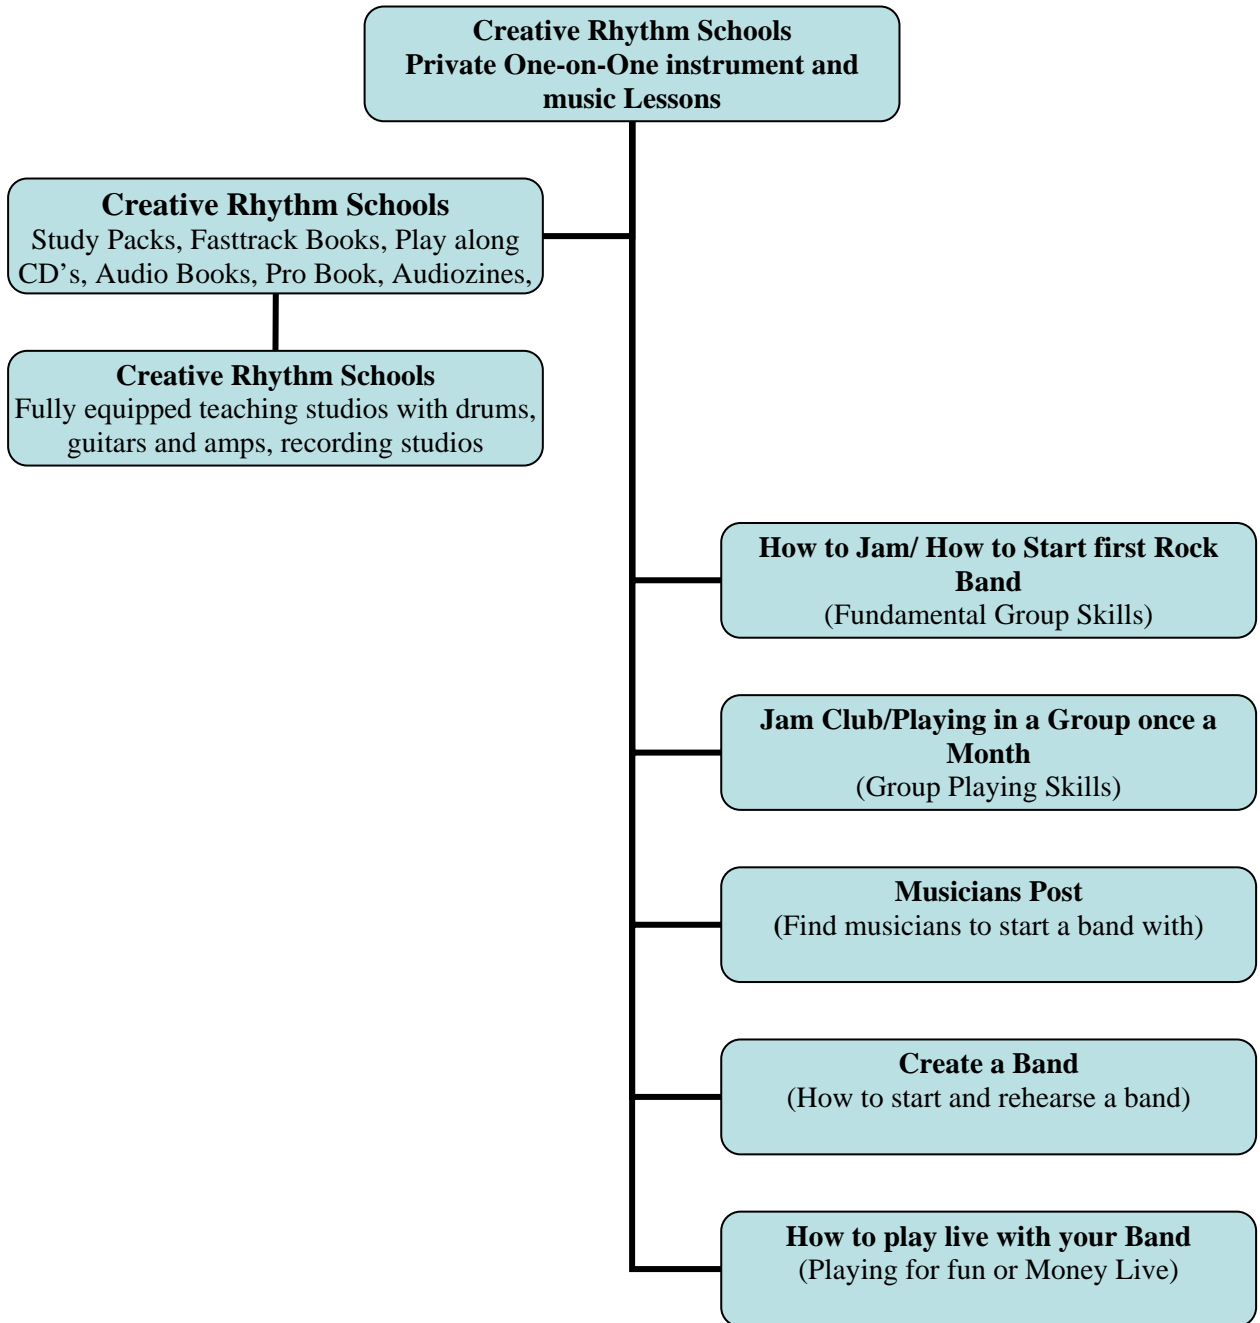 Creative Rhythm Schools
Private One-on-One instrument and
music Lessons
Creative Rhythm Schools
Study Packs, Fasttrack Books, Play along
CD’s, Audio Books, Pro Book, Audiozines,
Creative Rhythm Schools
Fully equipped teaching studios with drums,
guitars and amps, recording studios
How to Jam/ How to Start first Rock
Band
(Fundamental Group Skills)
Jam Club/Playing in a Group once a
Month
(Group Playing Skills)
Musicians Post
(Find musicians to start a band with)
Create a Band
(How to start and rehearse a band)
How to play live with your Band
(Playing for fun or Money Live)